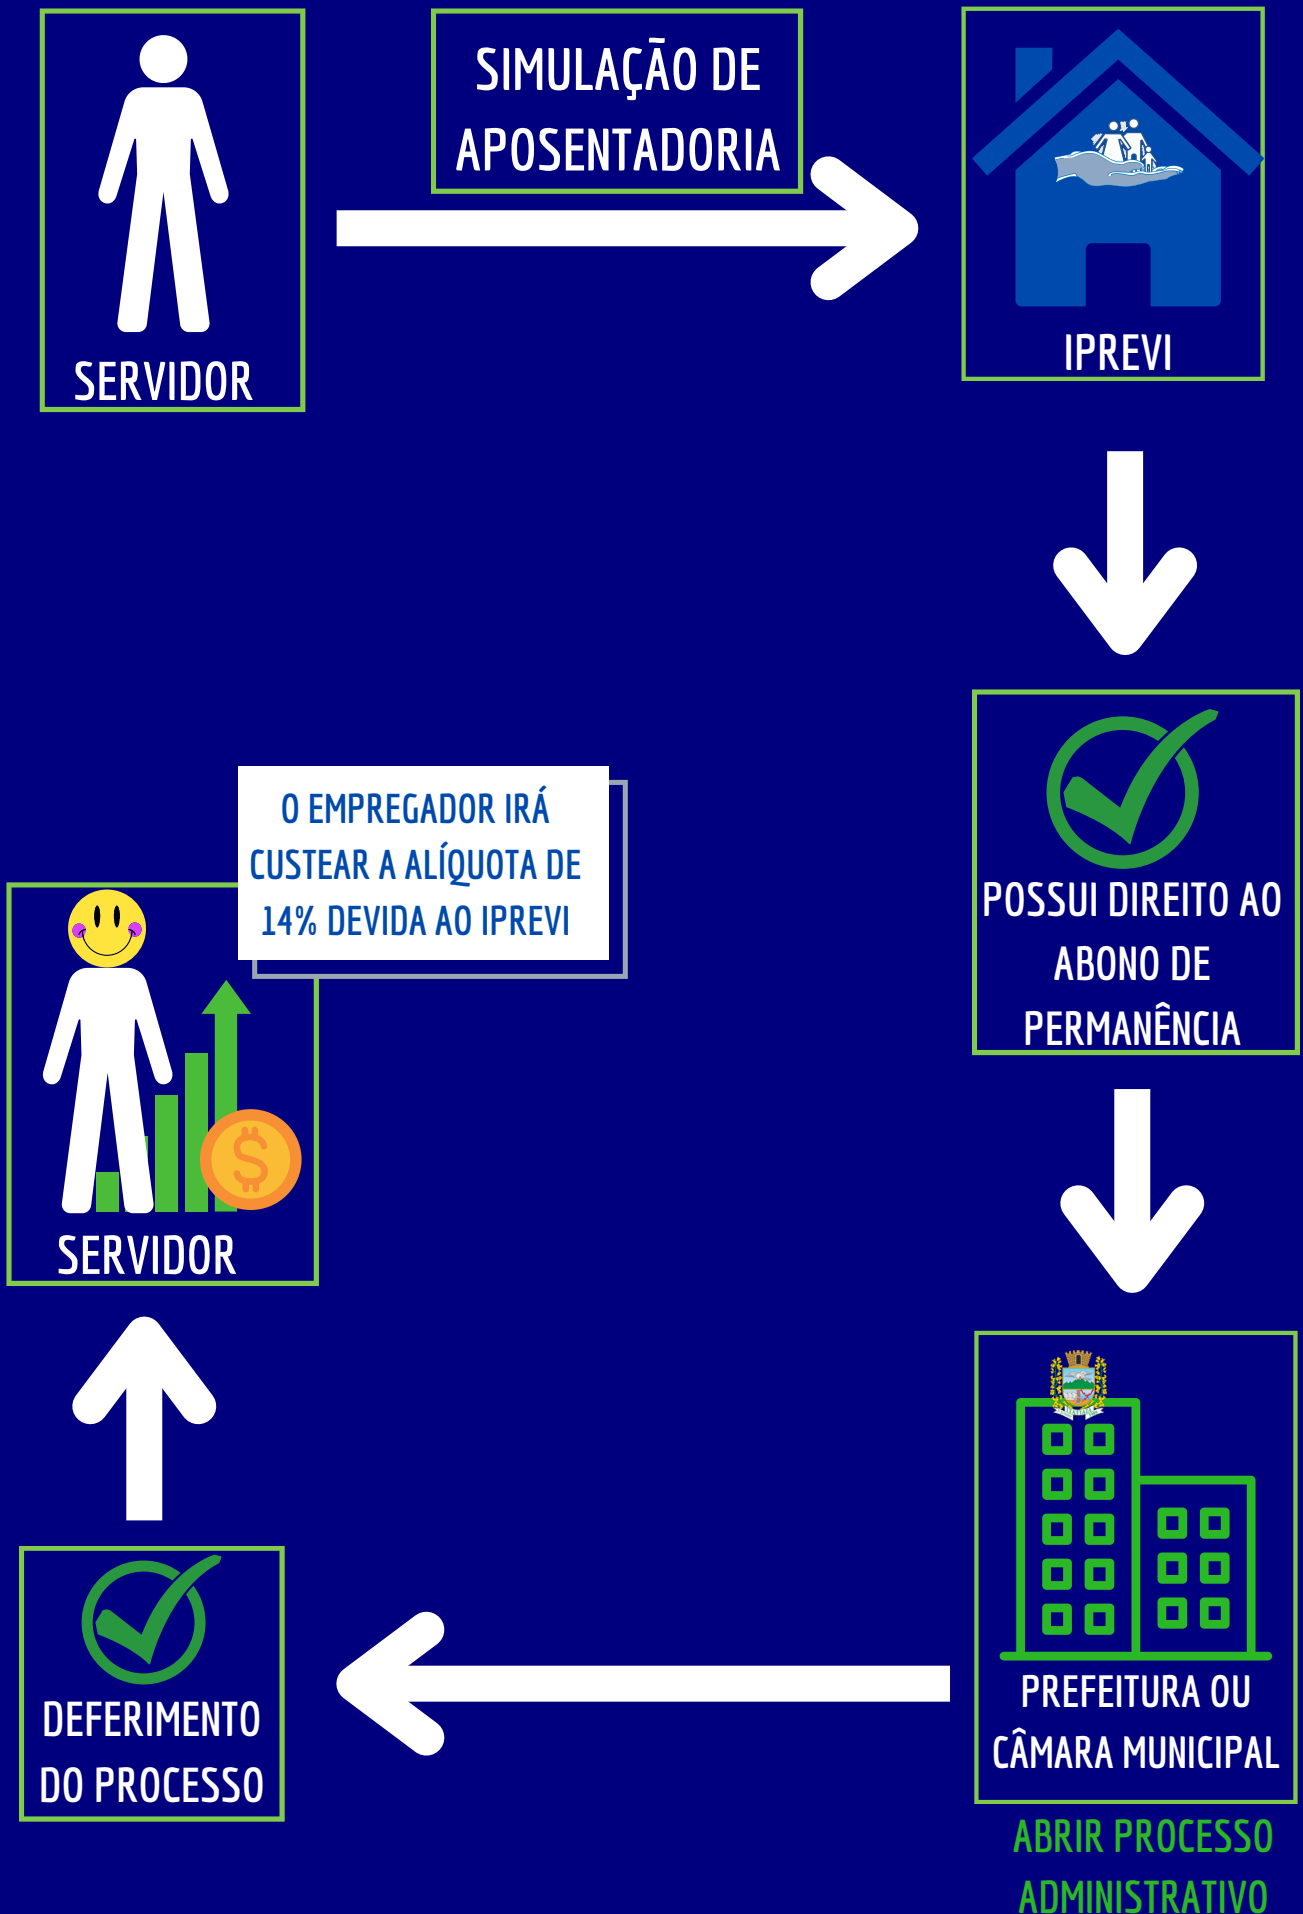 SIMULAÇÃO DE
APOSENTADORIA
SERVIDOR
IPREVI
POSSUI DIREITO AO
ABONO DE
PERMANÊNCIA
O EMPREGADOR IRÁ
CUSTEAR A ALÍQUOTA DE
14% DEVIDA AO IPREVI
$
SERVIDOR
PREFEITURA OU
CÂMARA MUNICIPAL
ABRIR PROCESSO
ADMINISTRATIVO
DEFERIMENTO
DO PROCESSO